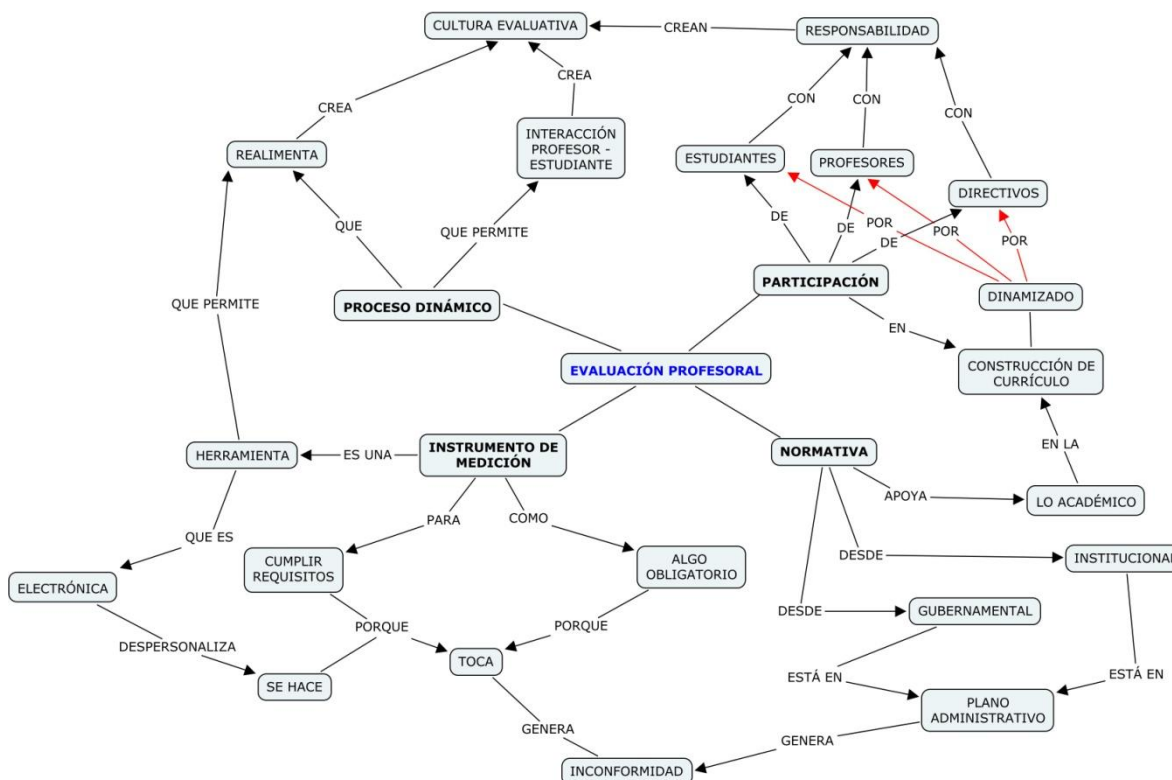 CULTURA EVALUATIVA
CREAN
RESPONSABILIDAD
CREA
CREA
CON
CON
CON
INTERACCIÓN
PROFESOR -
ESTUDIANTE
REALIMENTA
ESTUDIANTES
PROFESORES
DIRECTIVOS
QUE
QUE PERMITE
DE
DE
DE
POR
POR
POR
PARTICIPACIÓN
PROCESO DINÁMICO
DINAMIZADO
QUE PERMITE
EN
EVALUACIÓN PROFESORAL
CONSTRUCCIÓN DE
CURRÍCULO
HERRAMIENTA
ES UNA
INSTRUMENTO DE
MEDICIÓN
NORMATIVA
EN LA
APOYA
LO ACADÉMICO
QUE ES
PARA
COMO
DESDE
INSTITUCIONAL
ELECTRÓNICA
CUMPLIR
REQUISITOS
ALGO
OBLIGATORIO
DESDE
GUBERNAMENTAL
DESPERSONALIZA
PORQUE
PORQUE
TOCA
SE HACE
ESTÁ EN
ESTÁ EN
PLANO
ADMINISTRATIVO
GENERA
GENERA
INCONFORMIDAD